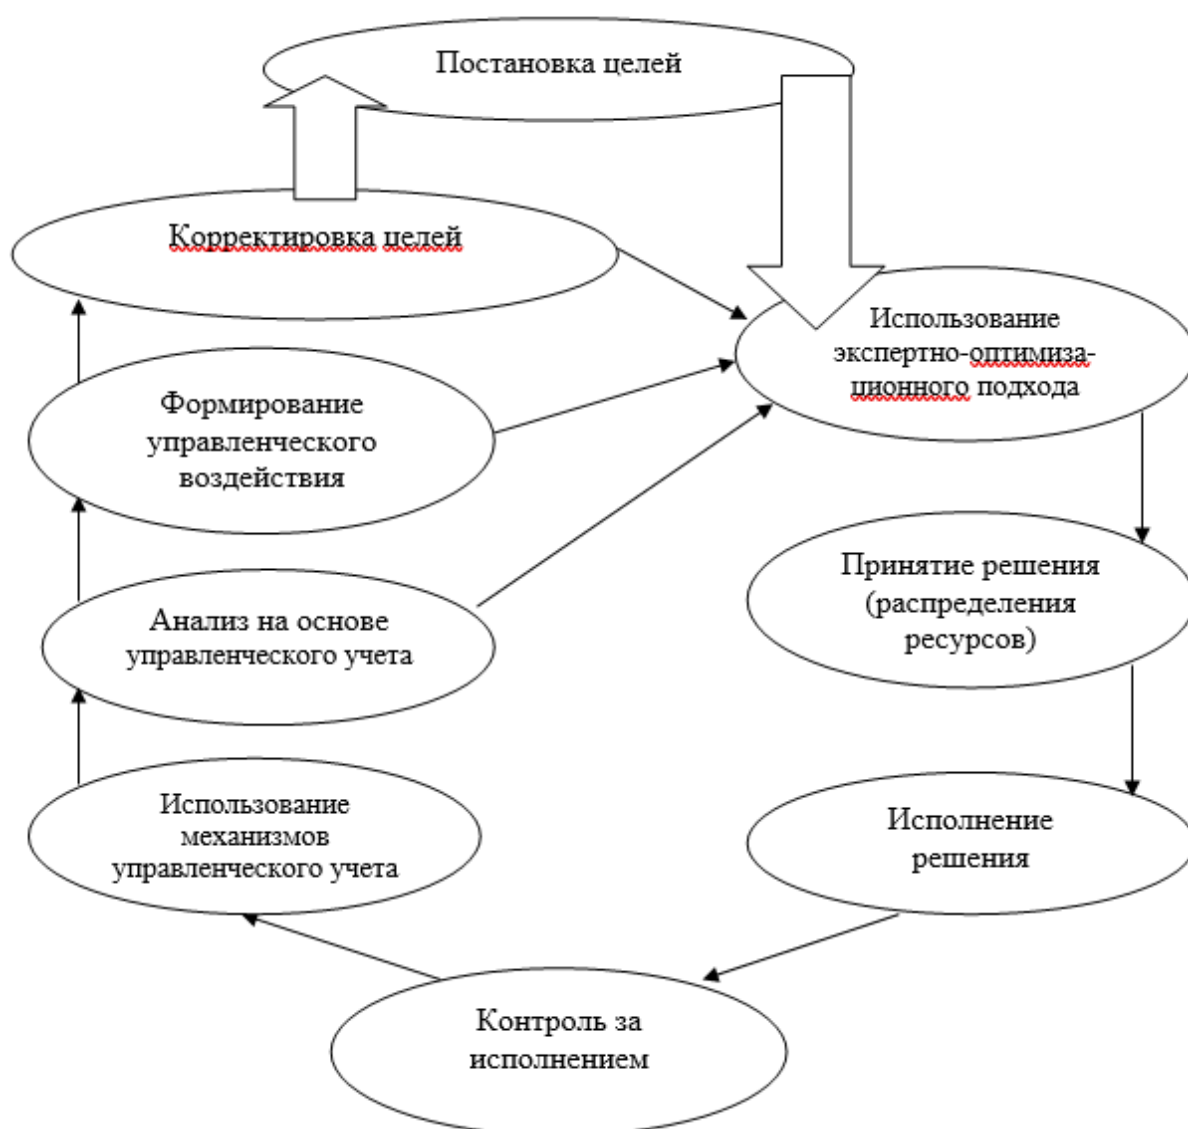 Постановка целей
Корректировка целей
Использование
экспертно-оптимиза-
ционного подхода
Формирование
управленческого
воздействия
Принятие решения
(распределения
ресурсов)
Анализ на основе
управленческого учета
Использование
механизмов
управленческого учета
Исполнение
решения
Контроль за
исполнением